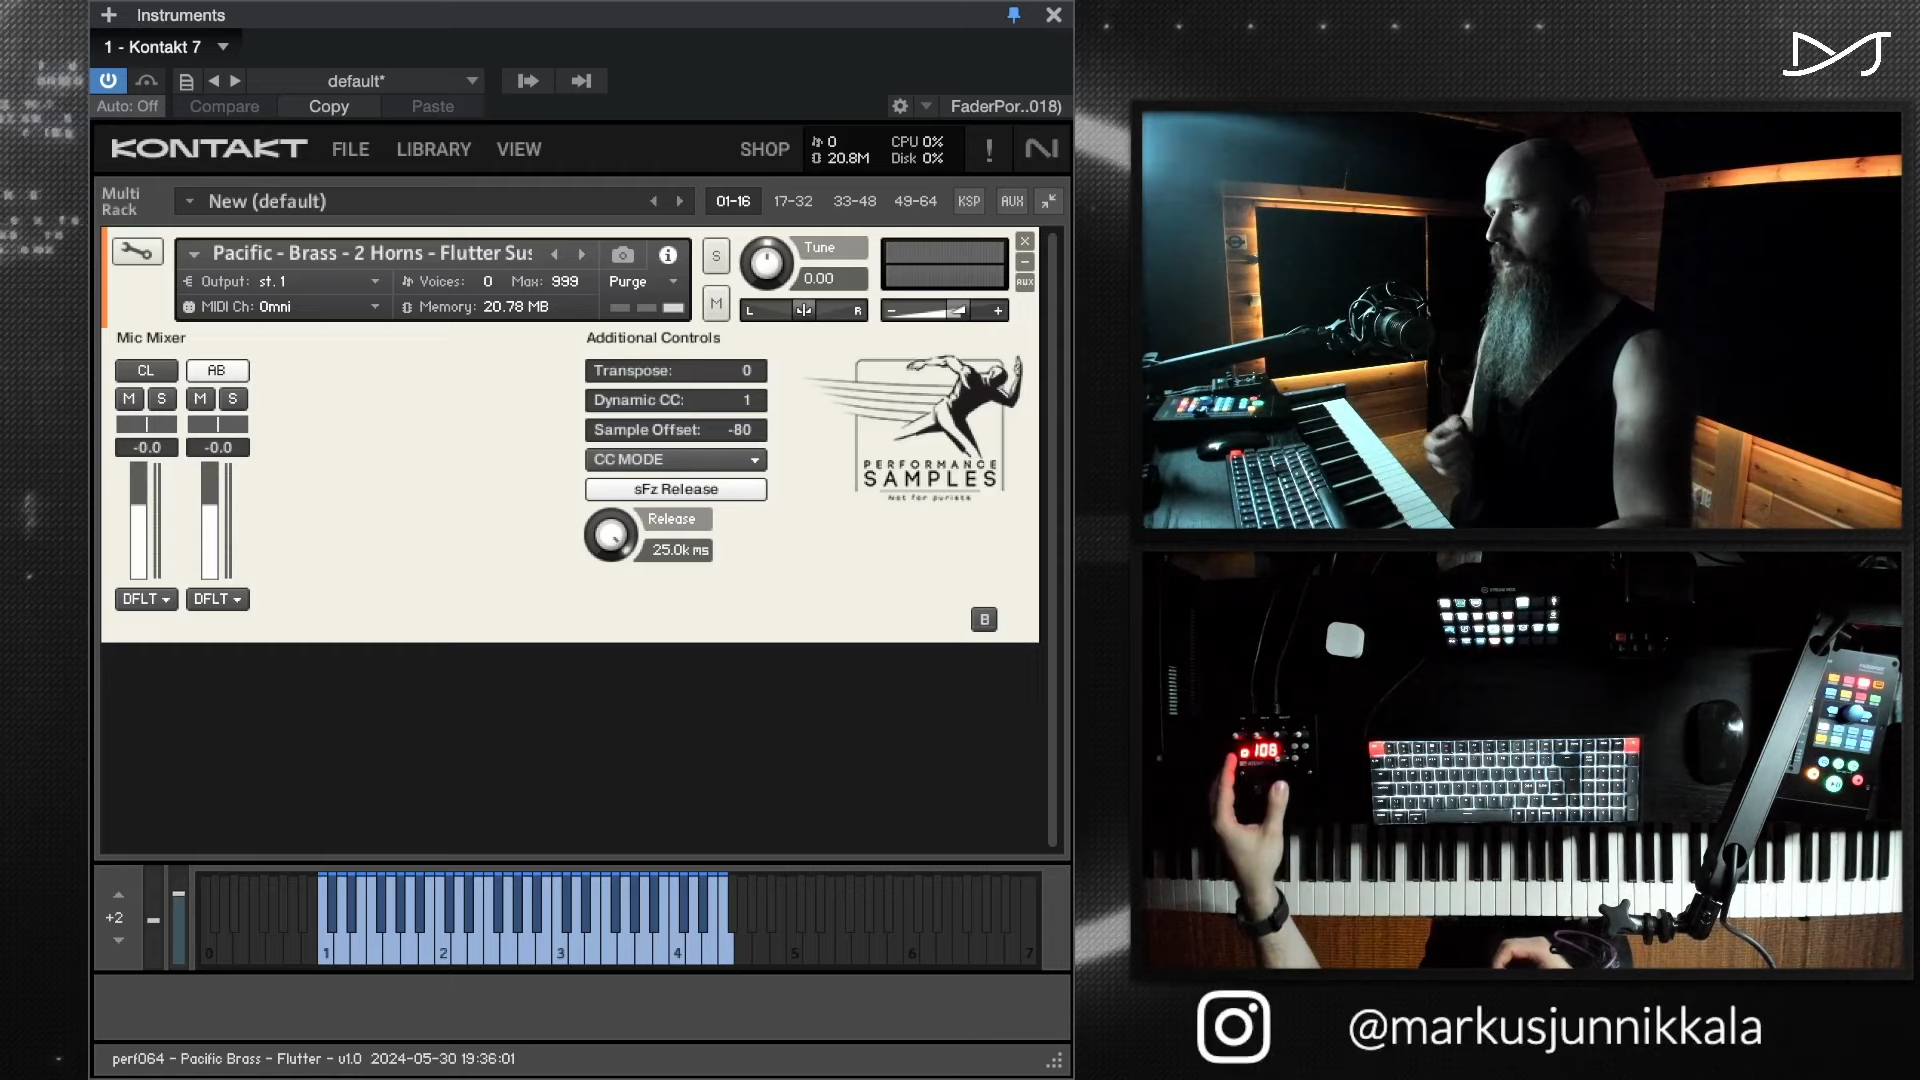 Instruments
1 - Kontakt 7
default*
Auto: Off
Compare
Copy
Paste
FaderPor..018)
KONTAKT
FILE
LIBRARY
VIEW
SHOP
0
20.8M
CPU 0%
Disk 0%
!
Multi
Rack
New (default)
01-16
17-32
33-48
49-64
KSP
AUX
Pacific - Brass - 2 Horns - Flutter Sus
Output: st. 1
Voices: 0 Max: 999
Purge
MIDI Ch: Omni
Memory: 20.78 MB
S
M
Tune
0.00
L
R
AUX
Mic Mixer
CL
AB
M S
M S
-0.0
-0.0
DFLT
DFLT
Additional Controls
Transpose: 0
Dynamic CC: 1
Sample Offset: -80
CC MODE
sFz Release
Release
25.0k ms
PERFORMANCE
SAMPLES
Not for purists
B
+2
0 1 2 3 4 5 6 7
perf064 - Pacific Brass - Flutter - v1.0 2024-05-30 19:36:01
108
@markusjunnikkala